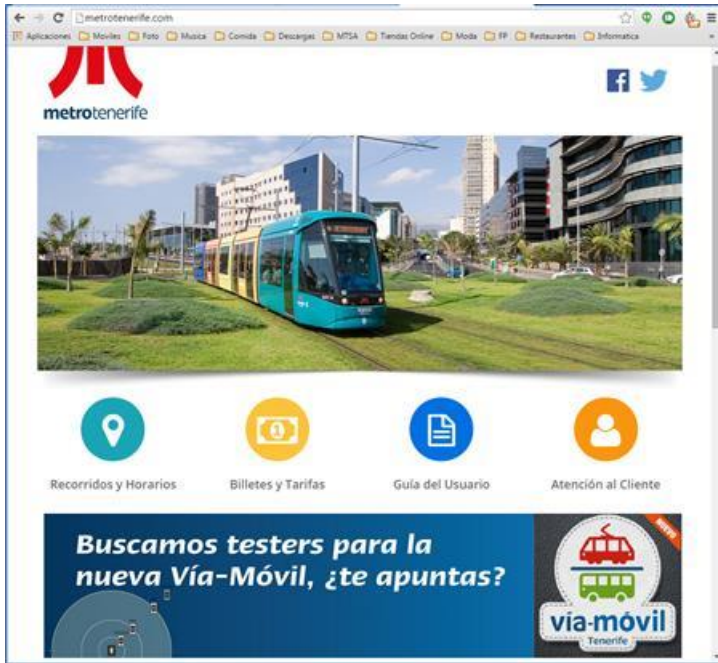 metrotenerife.com
Aplicaciones Moviles Foto Musica Comida Descargas MTSA Tiendas Online Moda FP Restaurantes Informatica
metrotenerife
Recorridos y Horarios
Billetes y Tarifas
Guía del Usuario
Atención al Cliente
Buscamos testers para la
nueva Vía-Móvil, ¿te apuntas?
NUEVO
vía-móvil
Tenerife